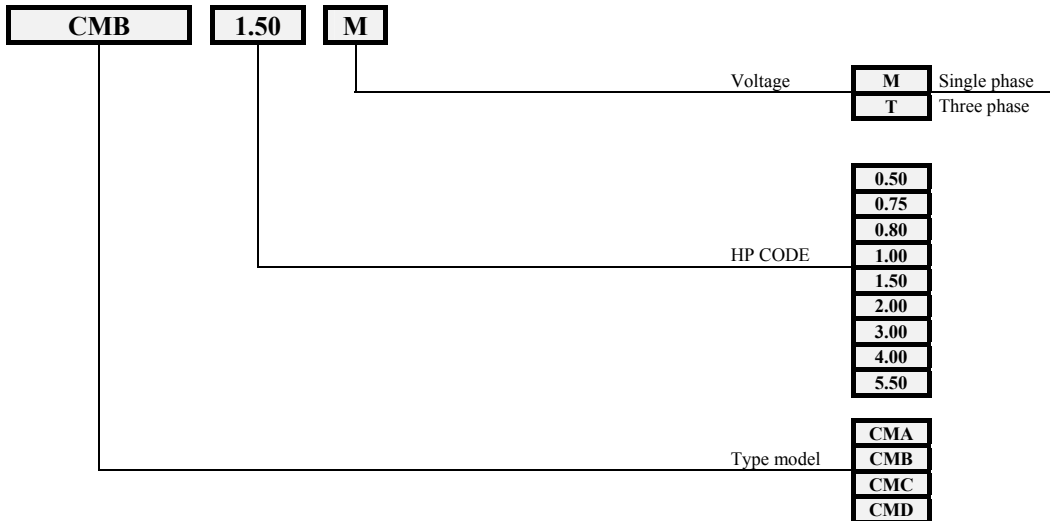 CMB 1.50 M
Voltage M Single phase
T Three phase
0.50
0.75
0.80
HP CODE 1.00
1.50
2.00
3.00
4.00
5.50
CMA
Type model CMB
CMC
CMD